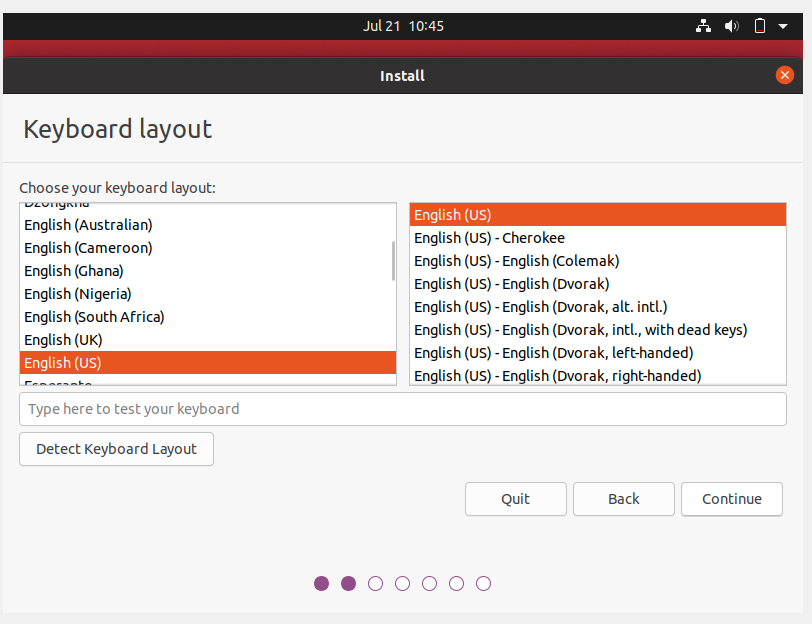 Jul 21 10:45
Install
Keyboard layout
Choose your keyboard layout:
Dzongkha
English (Australian)
English (Cameroon)
English (Ghana)
English (Nigeria)
English (South Africa)
English (UK)
English (US)
Esperanto
English (US)
English (US) - Cherokee
English (US) - English (Colemak)
English (US) - English (Dvorak)
English (US) - English (Dvorak, alt. intl.)
English (US) - English (Dvorak, intl., with dead keys)
English (US) - English (Dvorak, left-handed)
English (US) - English (Dvorak, right-handed)
Type here to test your keyboard
Detect Keyboard Layout
Quit
Back
Continue